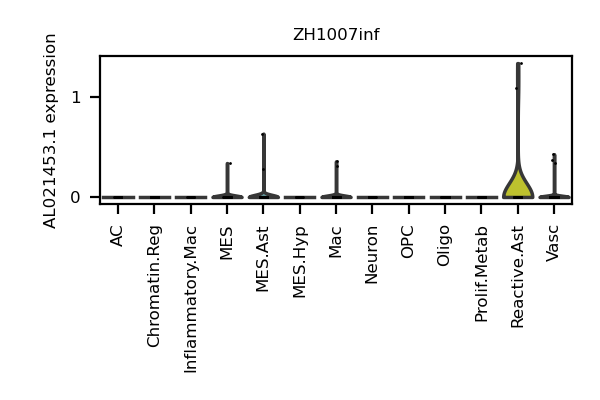 ZH1007inf
AL021453.1 expression
1
0
AC
Chromatin.Reg
Inflammatory.Mac
MES
MES.Ast
MES.Hyp
Mac
Neuron
OPC
Oligo
Prolif.Metab
Reactive.Ast
Vasc